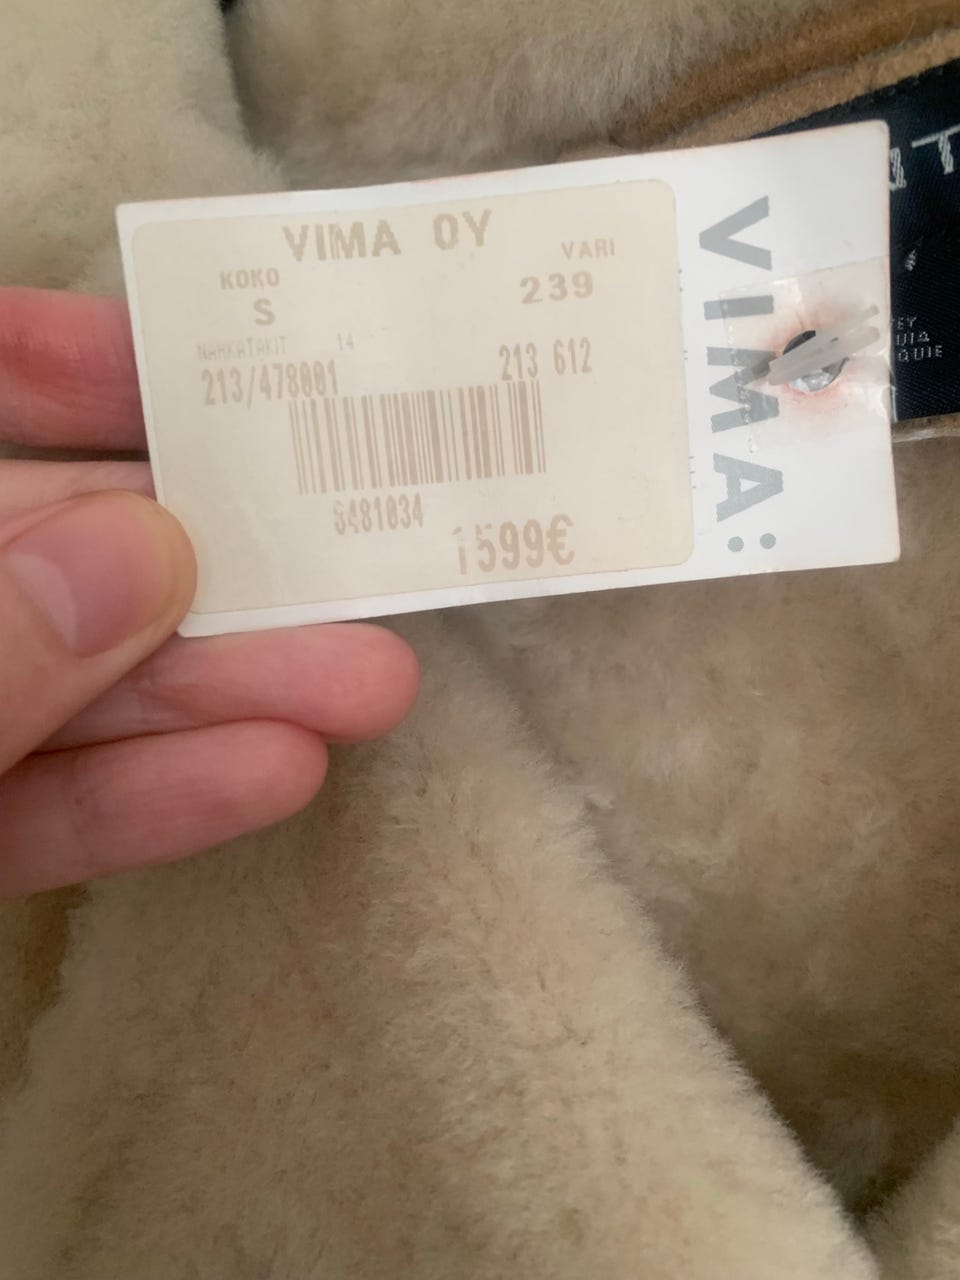 VIMA OY
KOKO
VARI
S
239
NAHKATAKIT 14
213/478001
213 612
8481034
1599€
VIMA: